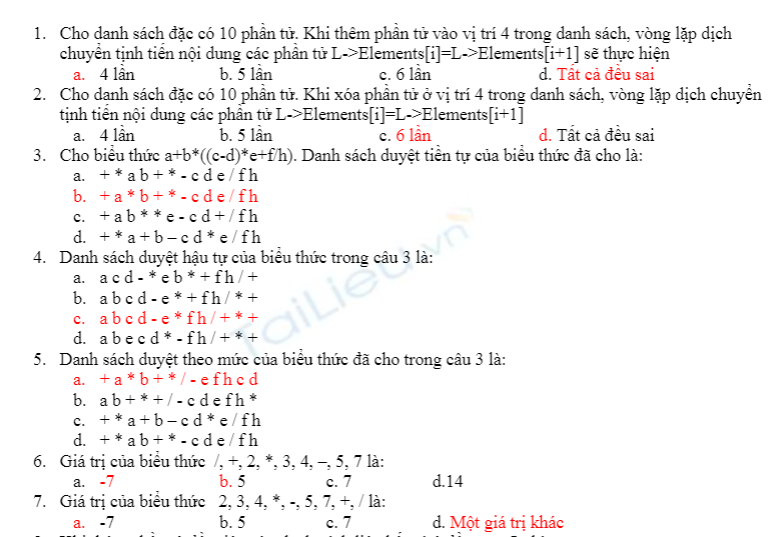 1. Cho danh sách đặc có 10 phần tử. Khi thêm phần tử vào vị trí 4 trong danh sách, vòng lặp dịch
chuyển tịnh tiến nội dung các phần tử L->Elements[i]=L->Elements[i+1] sẽ thực hiện
a. 4 lần b. 5 lần c. 6 lần d. Tất cả đều sai
2. Cho danh sách đặc có 10 phần tử. Khi xóa phần tử ở vị trí 4 trong danh sách, vòng lặp dịch chuyển
tịnh tiến nội dung các phần tử L->Elements[i]=L->Elements[i+1]
a. 4 lần b. 5 lần c. 6 lần d. Tất cả đều sai
3. Cho biểu thức a+b*((c-d)*e+f/h). Danh sách duyệt tiền tự của biểu thức đã cho là:
a. + * a b + * - c d e / f h
b. + a * b + * - c d e / f h
c. + a b * * e - c d + / f h
d. + * a + b – c d * e / f h
4. Danh sách duyệt hậu tự của biểu thức trong câu 3 là:
a. a c d - * e b * + f h / +
b. a b c d - e * + f h / * +
c. a b c d - e * f h / + * +
d. a b e c d * - f h / + * +
5. Danh sách duyệt theo mức của biểu thức đã cho trong câu 3 là:
a. + a * b + * / - e f h c d
b. a b + * + / - c d e f h *
c. + * a + b – c d * e / f h
d. + * a b + * - c d e / f h
6. Giá trị của biểu thức /, +, 2, *, 3, 4, –, 5, 7 là:
a. -7 b. 5 c. 7 d.14
7. Giá trị của biểu thức 2, 3, 4, *, -, 5, 7, +, / là:
a. -7 b. 5 c. 7 d. Một giá trị khác
TaiLieu.vn